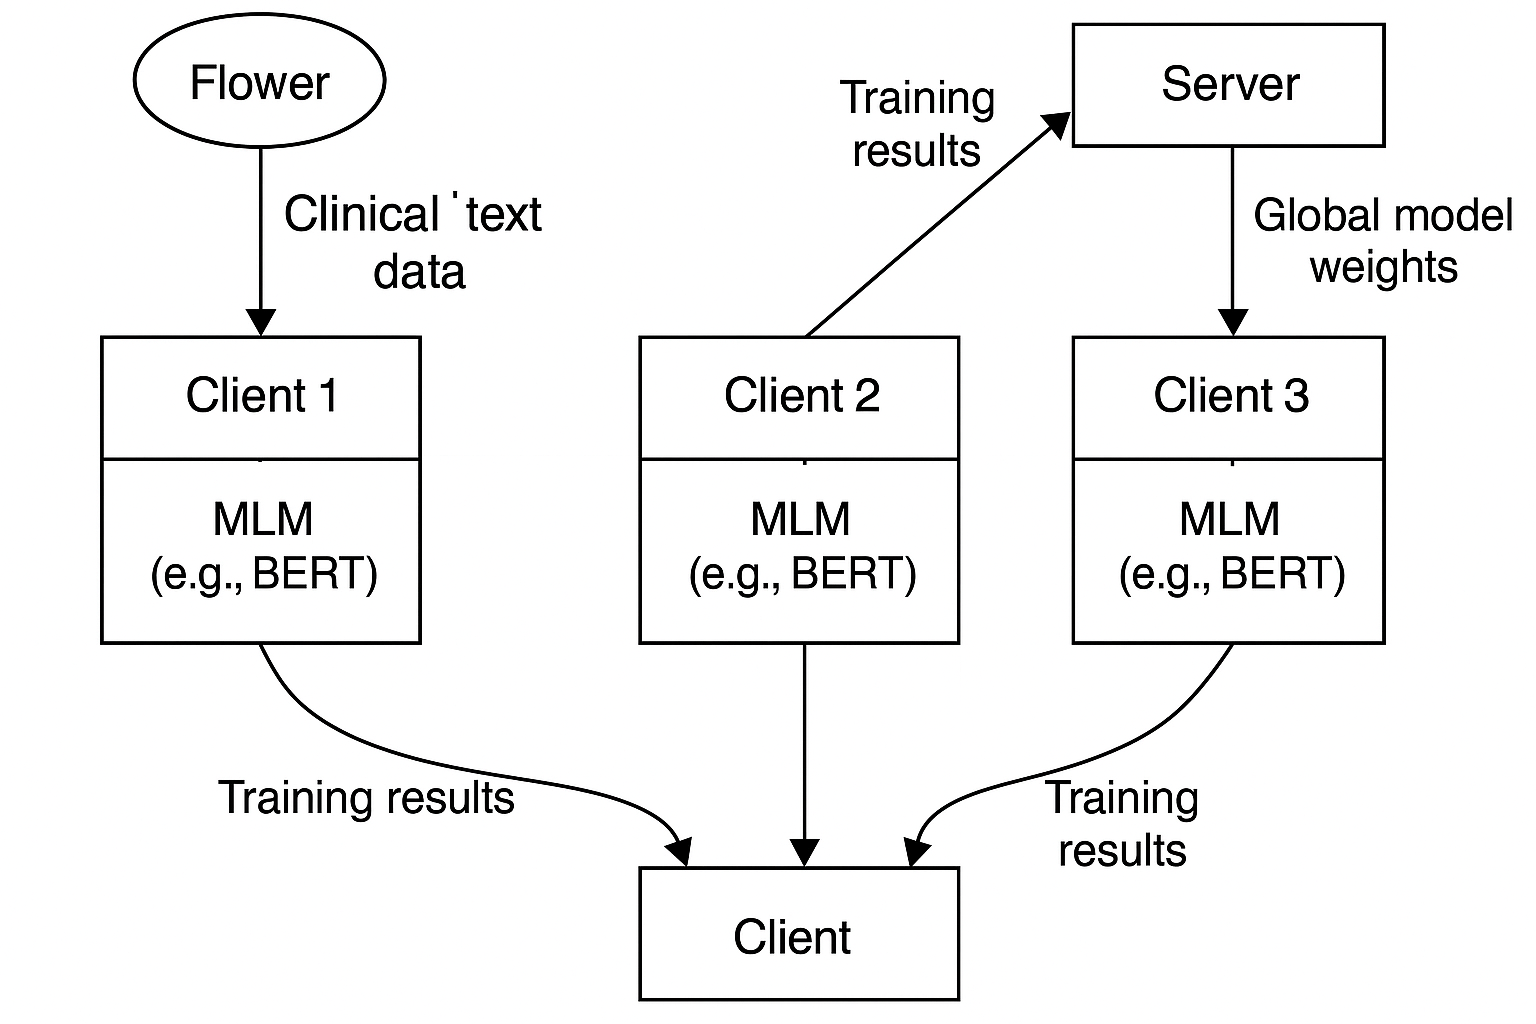 Flower
Server
Training
results
Clinical text
data
Global model
weights
Client 1
Client 2
Client 3
MLM
(e.g., BERT)
MLM
(e.g., BERT)
MLM
(e.g., BERT)
Training results
Training
results
Client